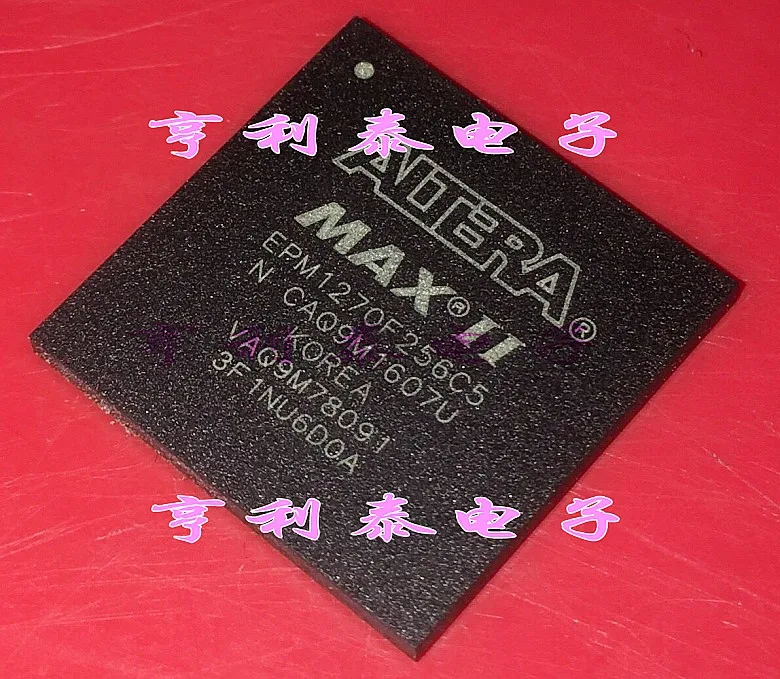 亨利泰电子
ALTERA®
MAX® II
EPM1270F256C5
N CAQ9M1607U
KOREA
VAQ9M78091
3F1NU6D0A
亨利泰电子